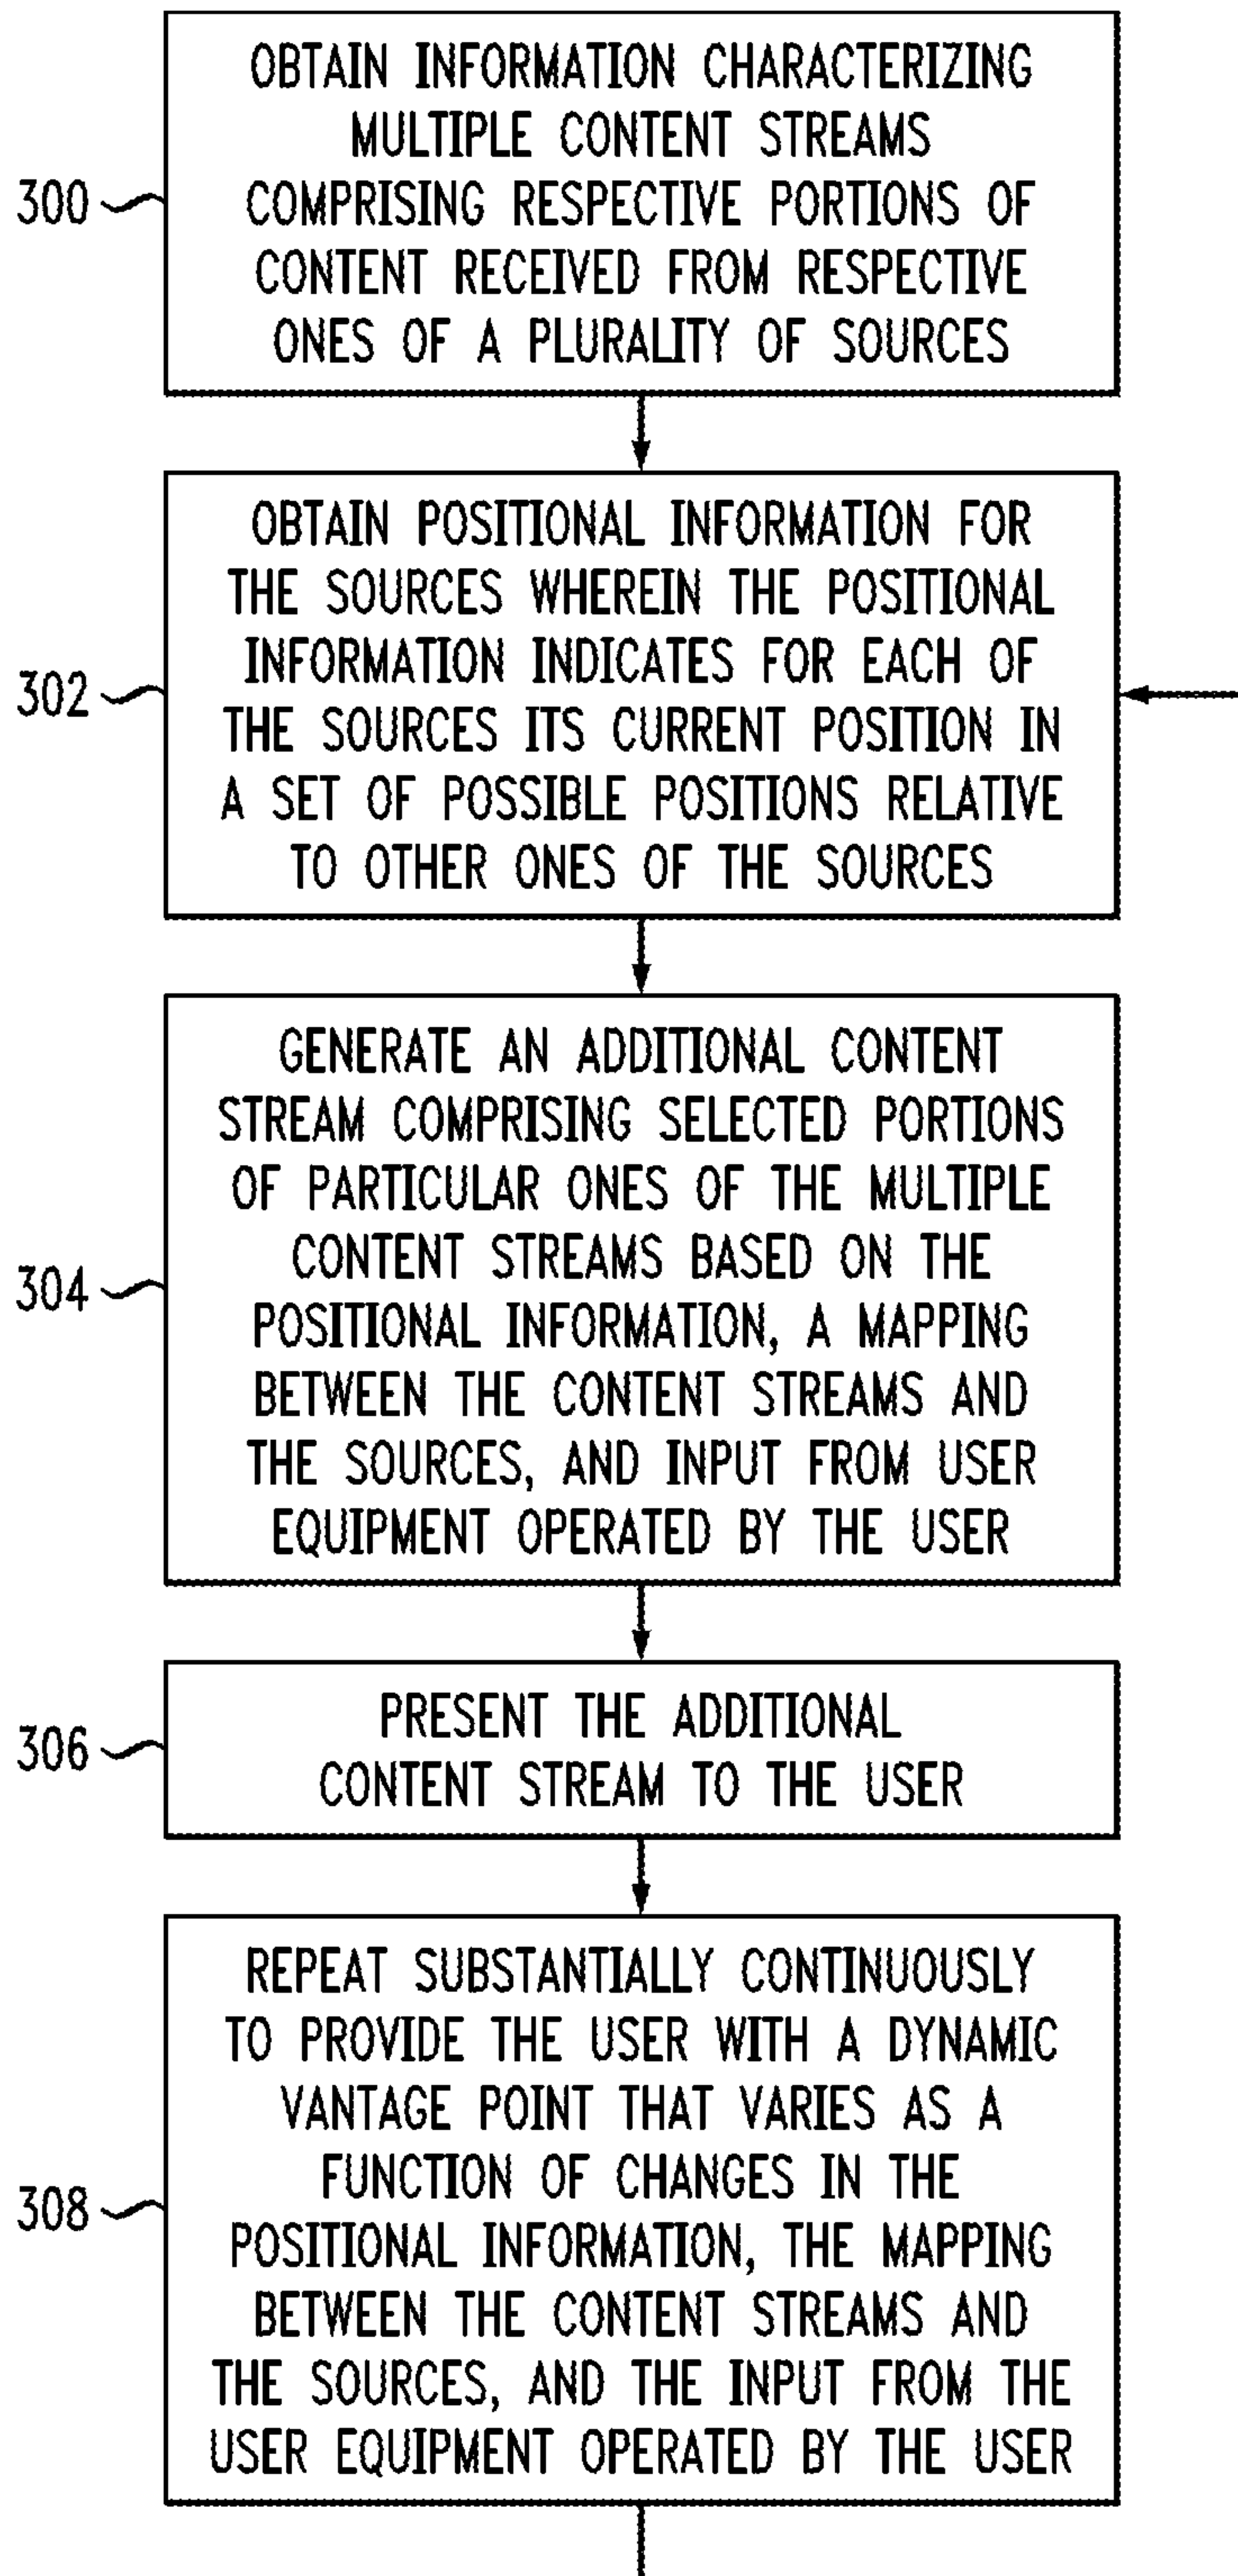 OBTAIN INFORMATION CHARACTERIZING
MULTIPLE CONTENT STREAMS
300
COMPRISING RESPECTIVE PORTIONS OF
CONTENT RECEIVED FROM RESPECTIVE
ONES OF A PLURALITY OF SOURCES
OBTAIN POSITIONAL INFORMATION FOR
THE SOURCES WHEREIN THE POSITIONAL
INFORMATION INDICATES FOR EACH OF
302
THE SOURCES ITS CURRENT POSITION IN
A SET OF POSSIBLE POSITIONS RELATIVE
TO OTHER ONES OF THE SOURCES
GENERATE AN ADDITIONAL CONTENT
STREAM COMPRISING SELECTED PORTIONS
OF PARTICULAR ONES OF THE MULTIPLE
CONTENT STREAMS BASED ON THE
304
POSITIONAL INFORMATION, A MAPPING
BETWEEN THE CONTENT STREAMS AND
THE SOURCES, AND INPUT FROM USER
EQUIPMENT OPERATED BY THE USER
PRESENT THE ADDITIONAL
306
CONTENT STREAM TO THE USER
REPEAT SUBSTANTIALLY CONTINUOUSLY
TO PROVIDE THE USER WITH A DYNAMIC
VANTAGE POINT THAT VARIES AS A
FUNCTION OF CHANGES IN THE
308
POSITIONAL INFORMATION, THE MAPPING
BETWEEN THE CONTENT STREAMS AND
THE SOURCES, AND THE INPUT FROM THE
USER EQUIPMENT OPERATED BY THE USER